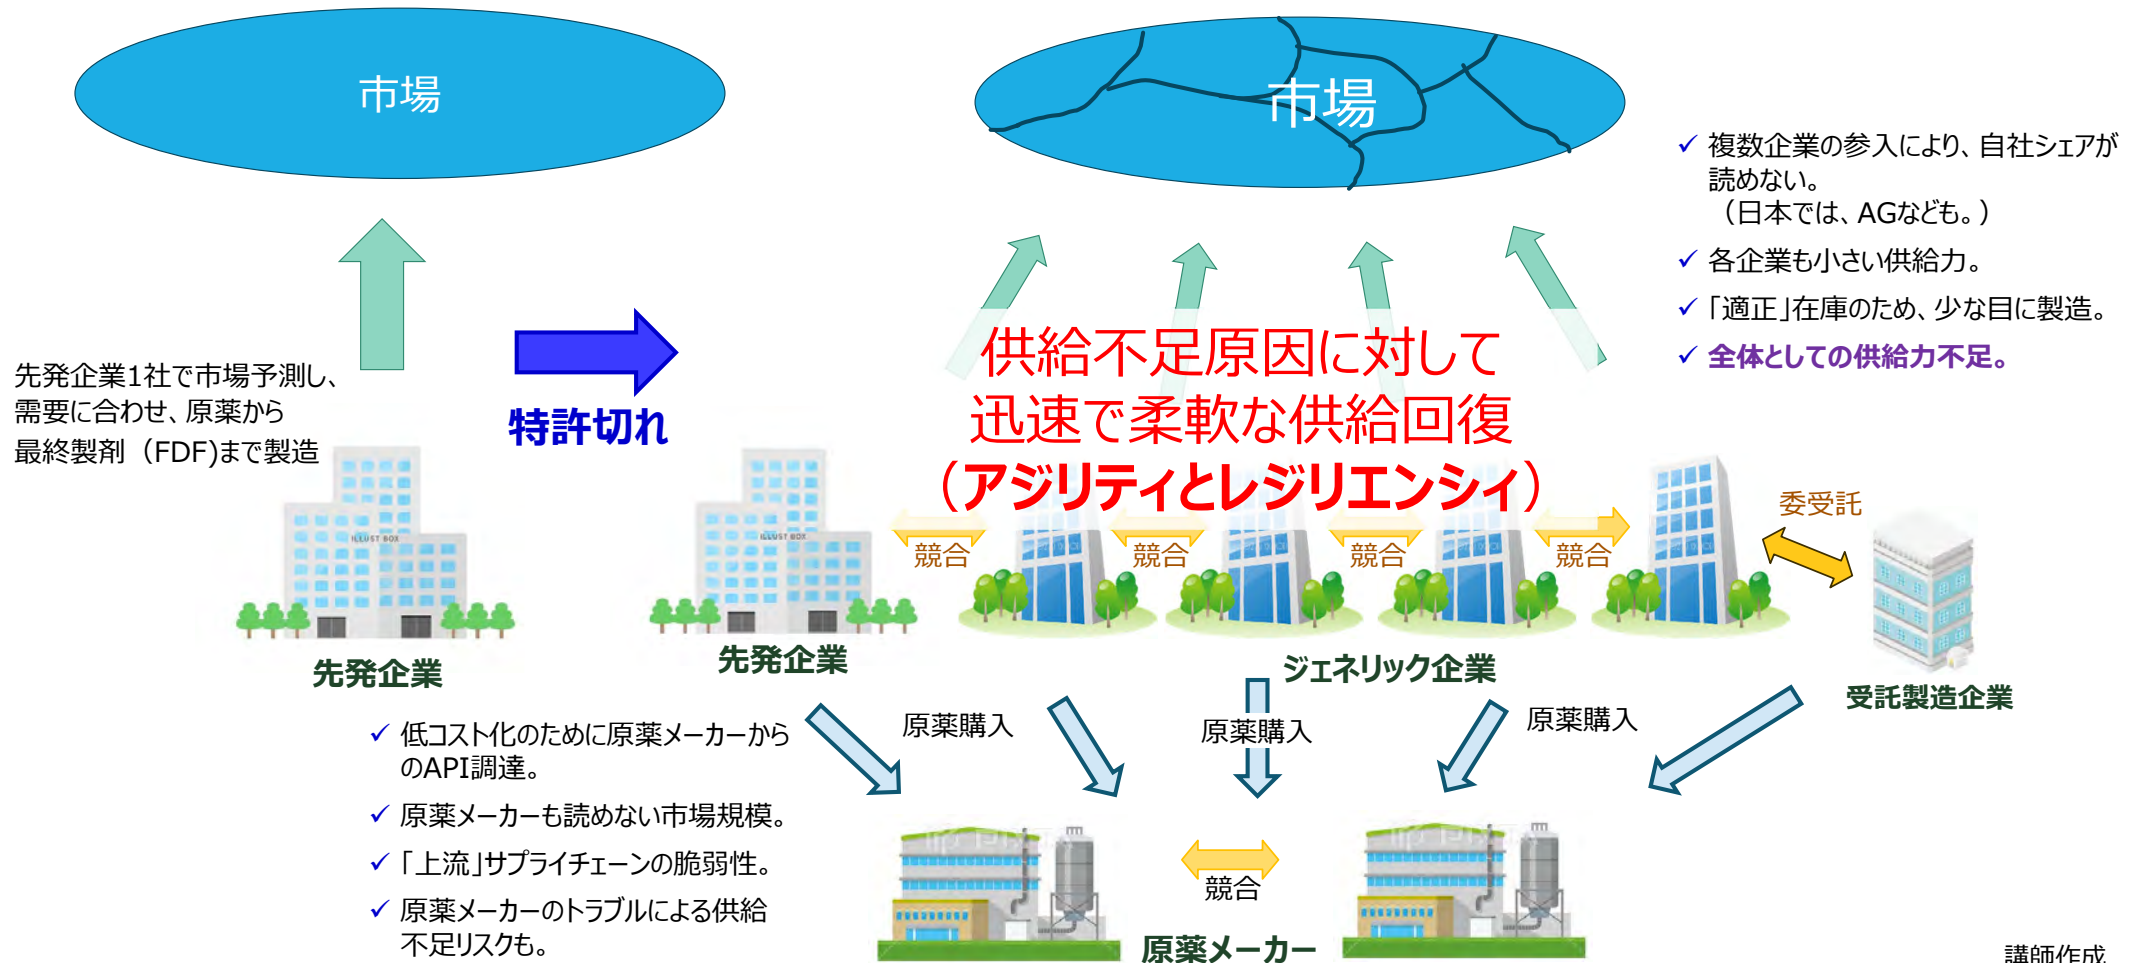 市場
市場
先発企業1社で市場予測し、
需要に合わせ、原薬から
最終製剤（FDF)まで製造
特許切れ
供給不足原因に対して
迅速で柔軟な供給回復
（アジリティとレジリエンシィ）
✓ 複数企業の参入により、自社シェアが
読めない。
（日本では、AGなども。）
✓ 各企業も小さい供給力。
✓ 「適正」在庫のため、少な目に製造。
✓ 全体としての供給力不足。
ILLUST BOX
ILLUST BOX
競合
競合
競合
競合
委受託
先発企業
先発企業
ジェネリック企業
受託製造企業
原薬購入
原薬購入
原薬購入
✓ 低コスト化のために原薬メーカーから
のAPI調達。
✓ 原薬メーカーも読めない市場規模。
✓ 「上流」サプライチェーンの脆弱性。
✓ 原薬メーカーのトラブルによる供給
不足リスクも。
競合
原薬メーカー
講師作成